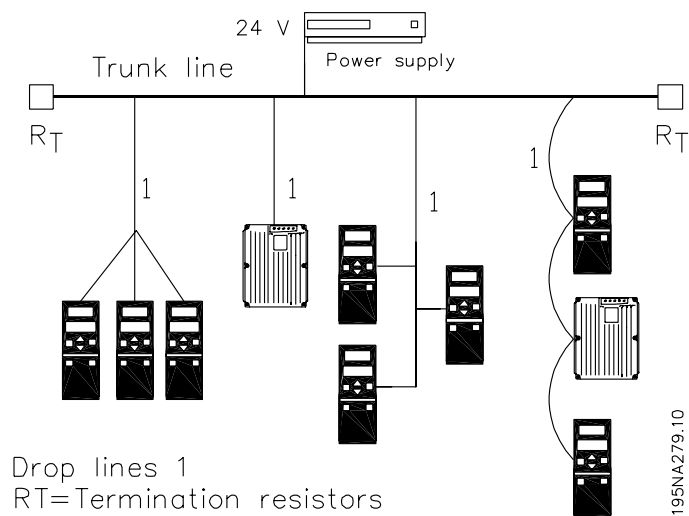 24 V
Power supply
Trunk line
R_T
R_T
1
1
1
1
Drop lines 1
RT=Termination resistors
195NA279.10